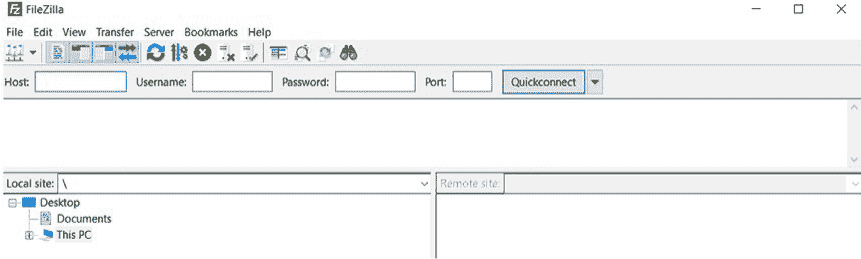 FileZilla
File Edit View Transfer Server Bookmarks Help
Host: Username: Password: Port: Quickconnect
Local site: \ Remote site:
Desktop
Documents
This PC